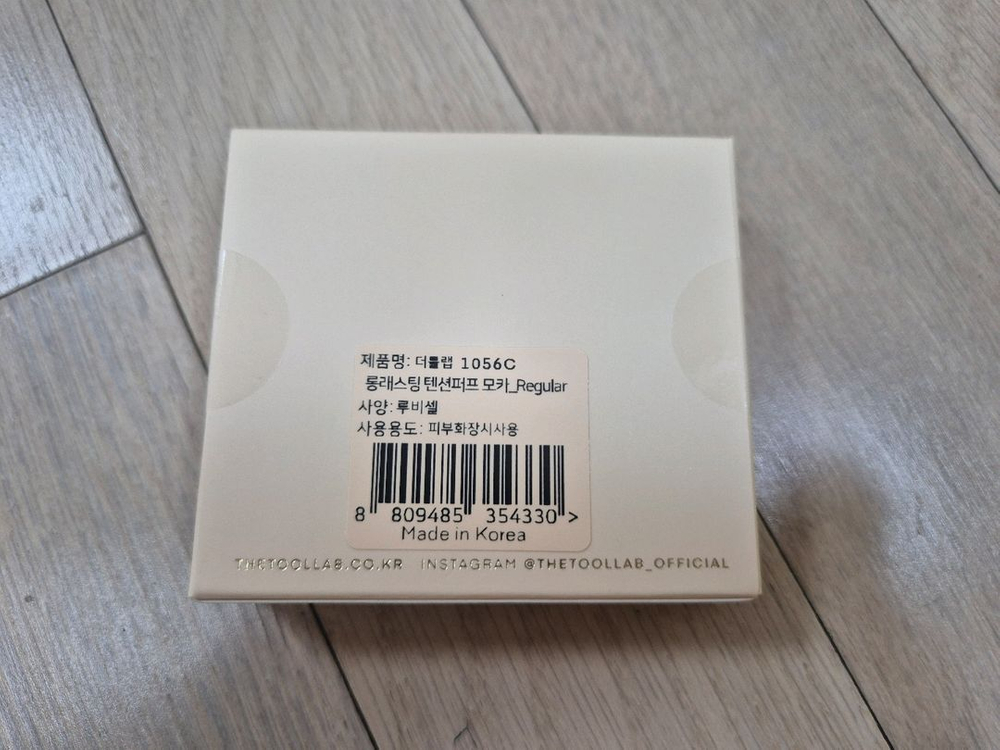 제품명: 더툴랩 1056C
롱래스팅 텐션퍼프 모카_Regular
사양: 루비셀
사용용도: 피부화장시사용
8 809485 354330 >
Made in Korea
THETOOLLAB.CO.KR INSTAGRAM @THETOOLLAB_OFFICIAL